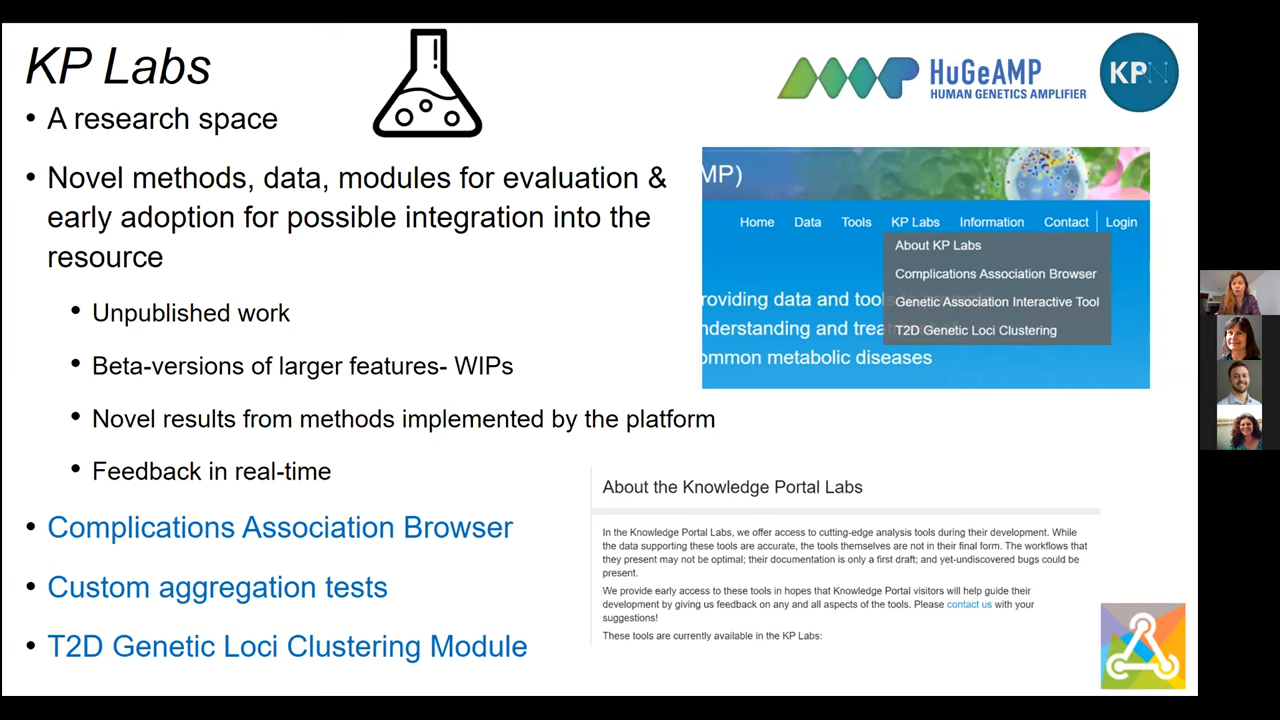 KP Labs
• A research space
• Novel methods, data, modules for evaluation &
early adoption for possible integration into the
resource
• Unpublished work
• Beta-versions of larger features- WIPs
• Novel results from methods implemented by the platform
• Feedback in real-time
• Complications Association Browser
• Custom aggregation tests
• T2D Genetic Loci Clustering Module
HuGeAMP
HUMAN GENETICS AMPLIFIER
KPN
MP)
Home Data Tools KP Labs Information Contact Login
About KP Labs
Complications Association Browser
Genetic Association Interactive Tool
T2D Genetic Loci Clustering
roviding data and tool
nderstanding and trea
ommon metabolic diseases
About the Knowledge Portal Labs
In the Knowledge Portal Labs, we offer access to cutting-edge analysis tools during their development. While
the data supporting these tools are accurate, the tools themselves are not in their final form. The workflows that
they present may not be optimal; their documentation is only a first draft; and yet-undiscovered bugs could be
present.
We provide early access to these tools in hopes that Knowledge Portal visitors will help guide their
development by giving us feedback on any and all aspects of the tools. Please contact us with your
suggestions!
These tools are currently available in the KP Labs: